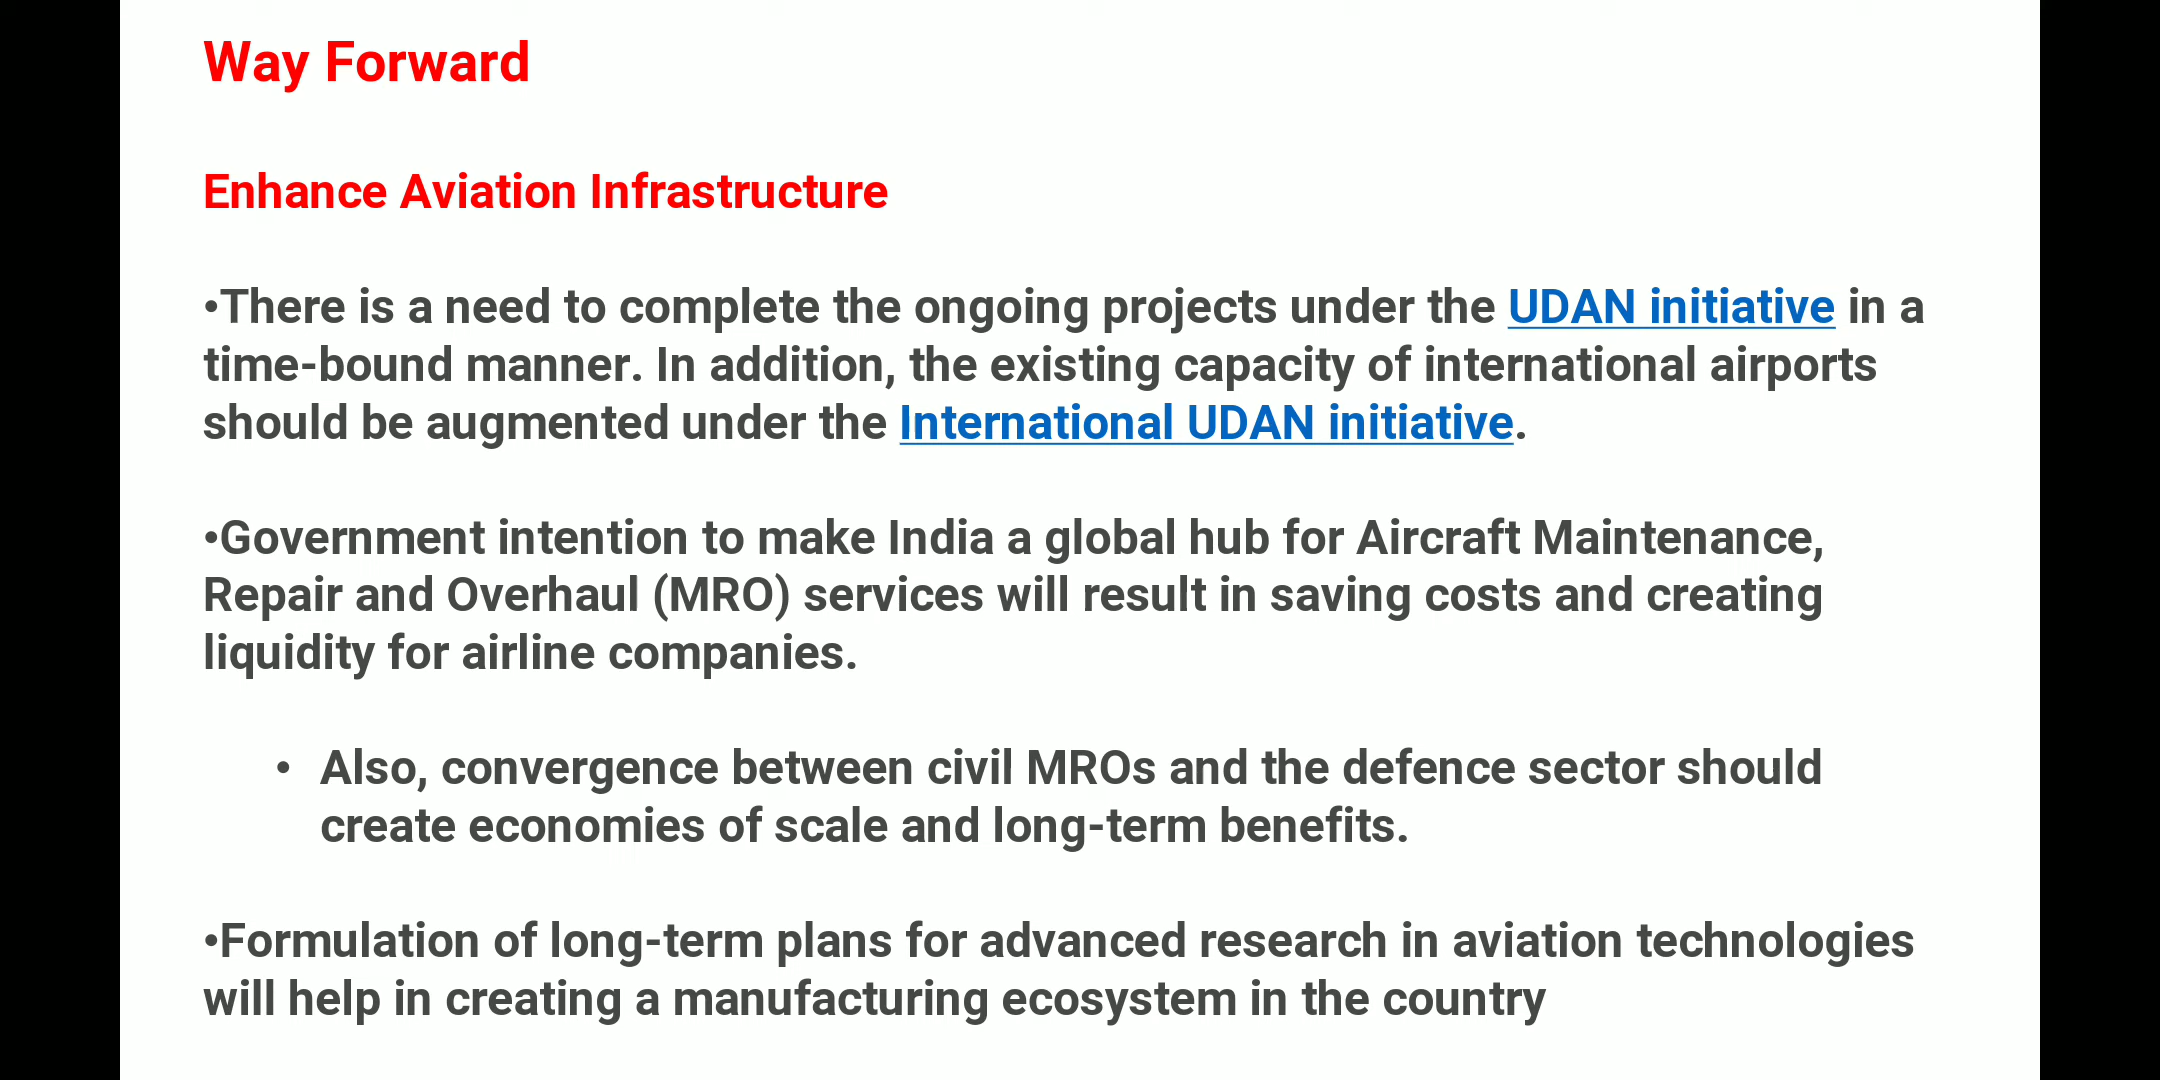 Way Forward
Enhance Aviation Infrastructure
•There is a need to complete the ongoing projects under the UDAN initiative in a
time-bound manner. In addition, the existing capacity of international airports
should be augmented under the International UDAN initiative.
•Government intention to make India a global hub for Aircraft Maintenance,
Repair and Overhaul (MRO) services will result in saving costs and creating
liquidity for airline companies.
• Also, convergence between civil MROs and the defence sector should
create economies of scale and long-term benefits.
•Formulation of long-term plans for advanced research in aviation technologies
will help in creating a manufacturing ecosystem in the country